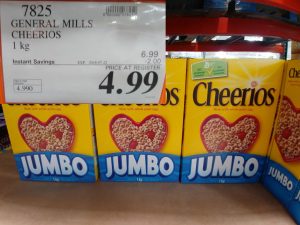 7825
GENERAL MILLS
CHEERIOS
1 kg
6.99
Instant Savings
2.00
PRICE AT REGISTER
4.990
4.99
Cheerios
JUMBO
JUMBO
JUMBO